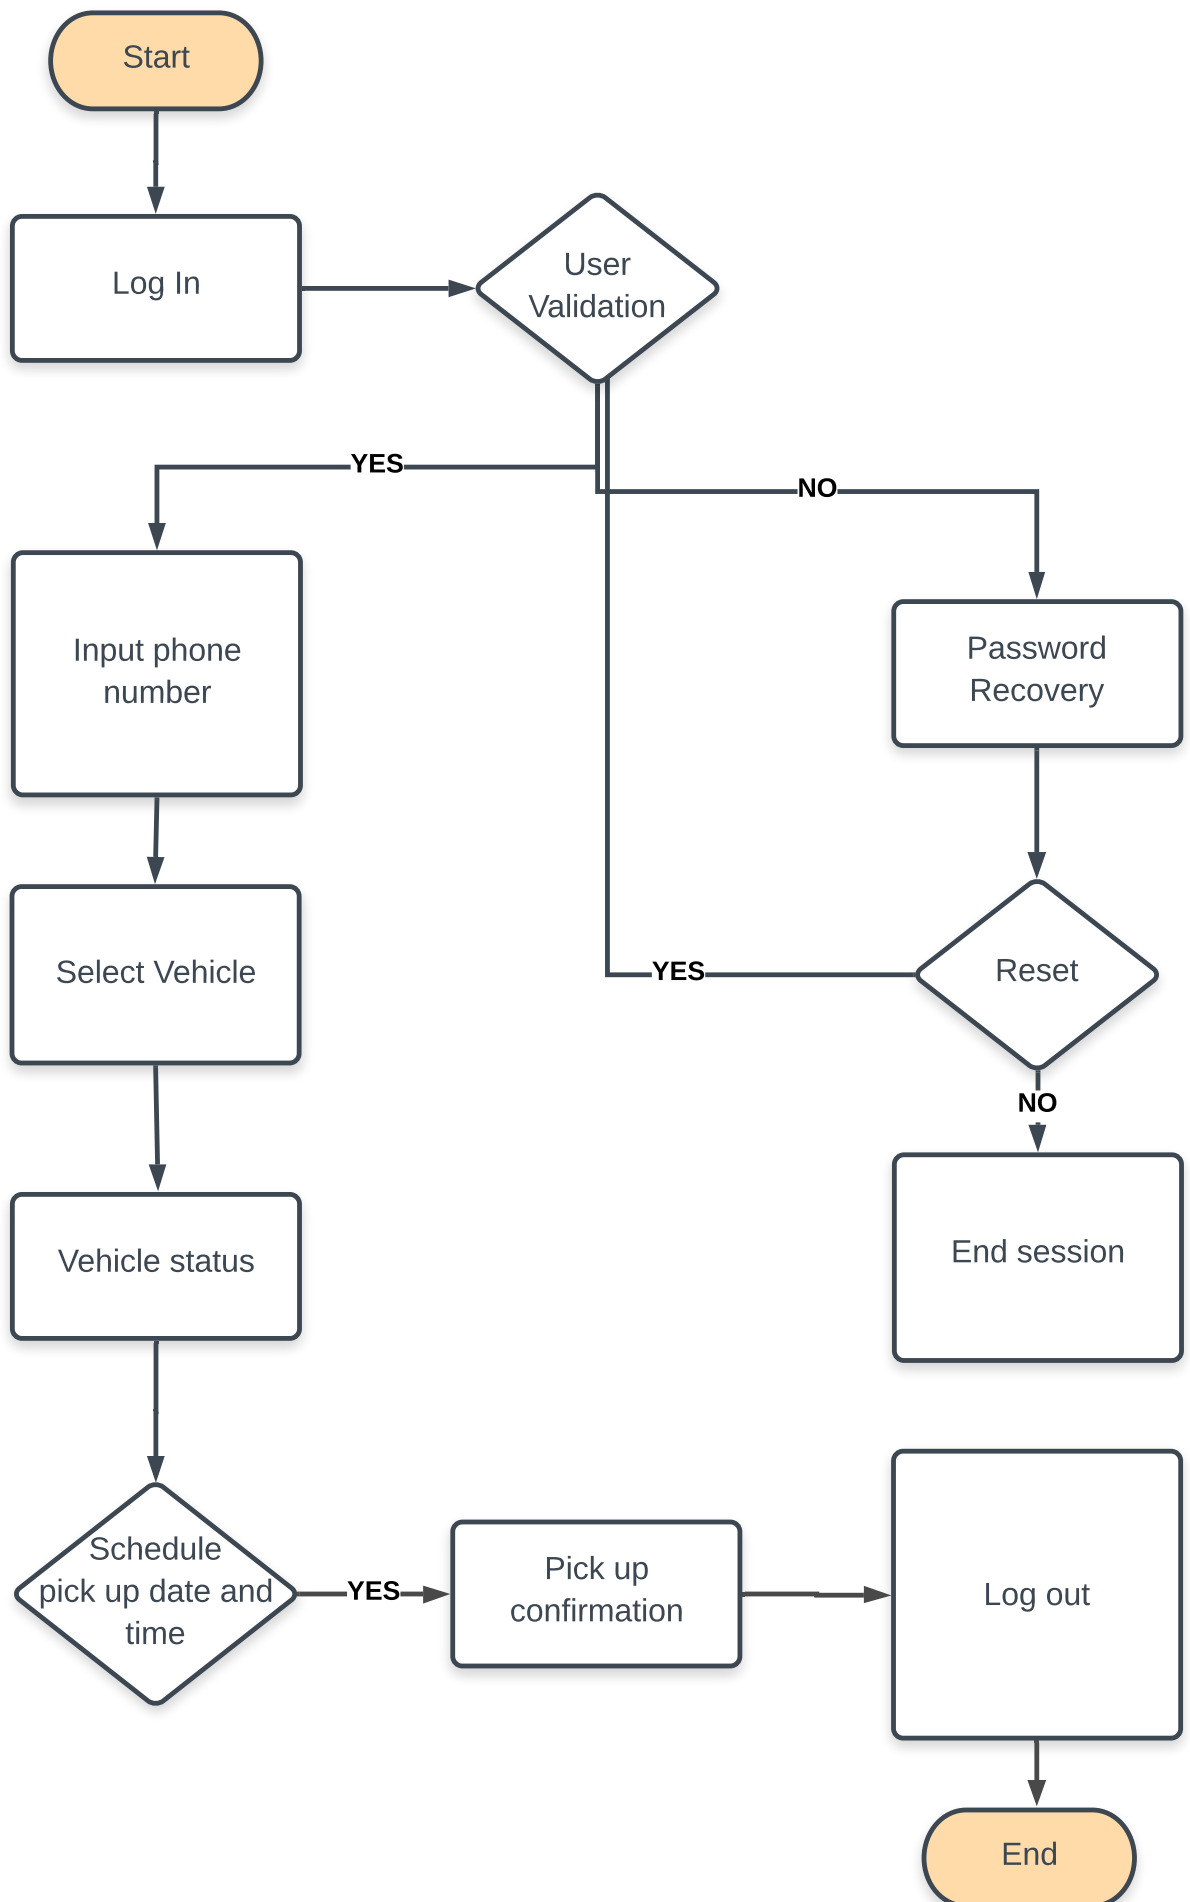 Start
Log In
User
Validation
YES
NO
Input phone
number
Password
Recovery
Select Vehicle
YES
Reset
NO
Vehicle status
End session
Schedule
pick up date and
time
YES
Pick up
confirmation
Log out
End